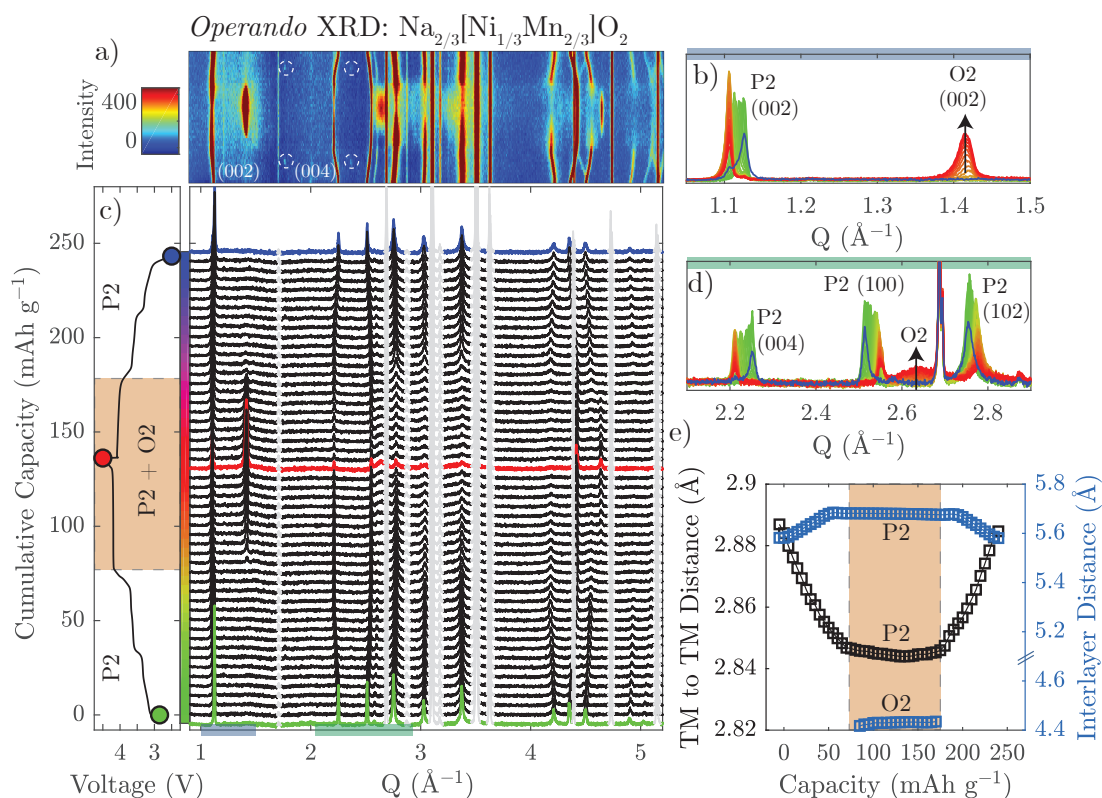 Operando XRD: Na2/3[Ni1/3Mn2/3]O2
a)
Intensity
400
0
(002)
(004)
b)
P2
(002)
O2
(002)
1.1 1.2 1.3 1.4 1.5
Q (Å⁻¹)
c)
Cumulative Capacity (mAh g⁻¹)
250
200
150
100
50
0
P2
P2 + O2
P2
4 3
Voltage (V)
1 2 3 4 5
Q (Å⁻¹)
d)
P2
(004)
P2 (100)
O2
P2
(102)
2.2 2.4 2.6 2.8
Q (Å⁻¹)
e)
TM to TM Distance (Å)
2.9
2.88
2.86
2.84
2.82
P2
P2
O2
5.8
5.6
5.4
5.2
4.6
4.4
Interlayer Distance (Å)
0 50 100 150 200 250
Capacity (mAh g⁻¹)